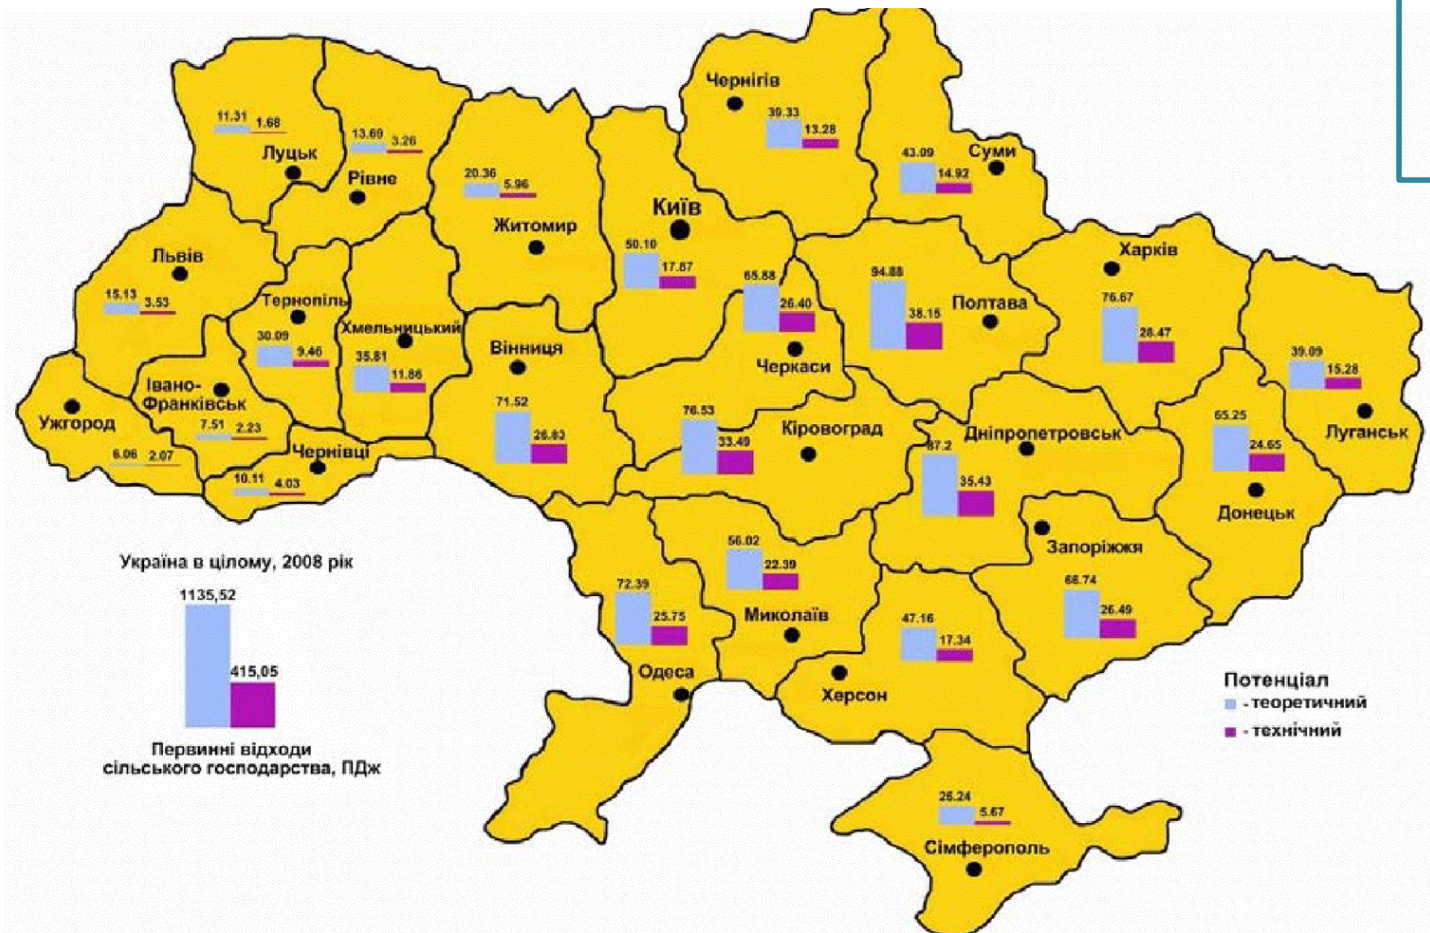 Чернігів
39.33
13.28
11.31
1.68
Луцьк
13.69
3.26
Рівне
43.09
14.92
Суми
20.36
5.96
Житомир
Київ
50.10
17.87
Львів
15.13
3.53
Тернопіль
30.09
9.46
Хмельницький
35.81
11.86
Вінниця
71.52
26.83
65.88
26.40
Черкаси
94.88
38.15
Полтава
Харків
76.67
28.47
39.09
15.28
Луганськ
Івано-
Франківськ
7.51
2.23
Ужгород
6.06
2.07
Чернівці
10.11
4.03
76.53
33.49
Кіровоград
Дніпропетровськ
87.2
35.43
65.25
24.65
Донецьк
Запоріжжя
66.74
26.49
56.02
22.39
Миколаїв
72.39
25.75
Одеса
47.16
17.34
Херсон
26.24
5.67
Сімферополь
Україна в цілому, 2008 рік
1135,52
415,05
Первинні відходи
сільського господарства, ПДж
Потенціал
- теоретичний
- технічний